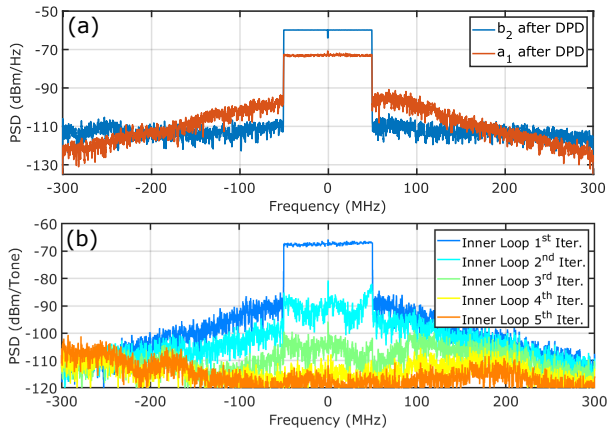 (a)
b2 after DPD
a1 after DPD
PSD (dBm/Hz)
-50
-70
-90
-110
-130
-300 -200 -100 0 100 200 300
Frequency (MHz)
(b)
Inner Loop 1st Iter.
Inner Loop 2nd Iter.
Inner Loop 3rd Iter.
Inner Loop 4th Iter.
Inner Loop 5th Iter.
PSD (dBm/Tone)
-60
-70
-80
-90
-100
-110
120
-300 -200 -100 0 100 200 300
Frequency (MHz)